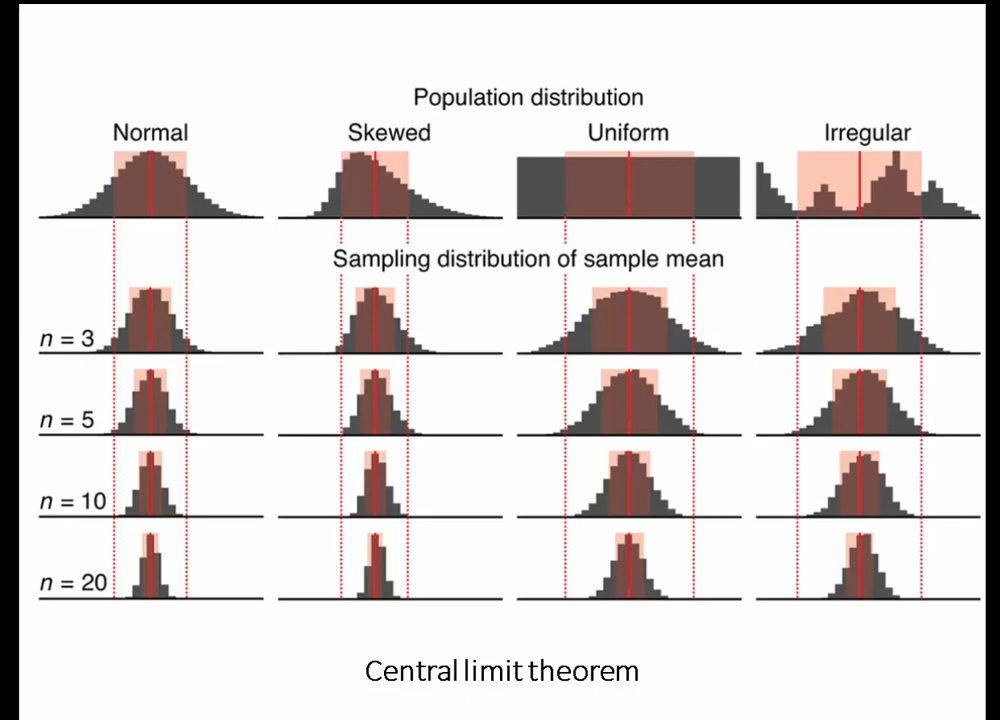 Population distribution
Normal Skewed Uniform Irregular
Sampling distribution of sample mean
n = 3
n = 5
n = 10
n = 20
Central limit theorem